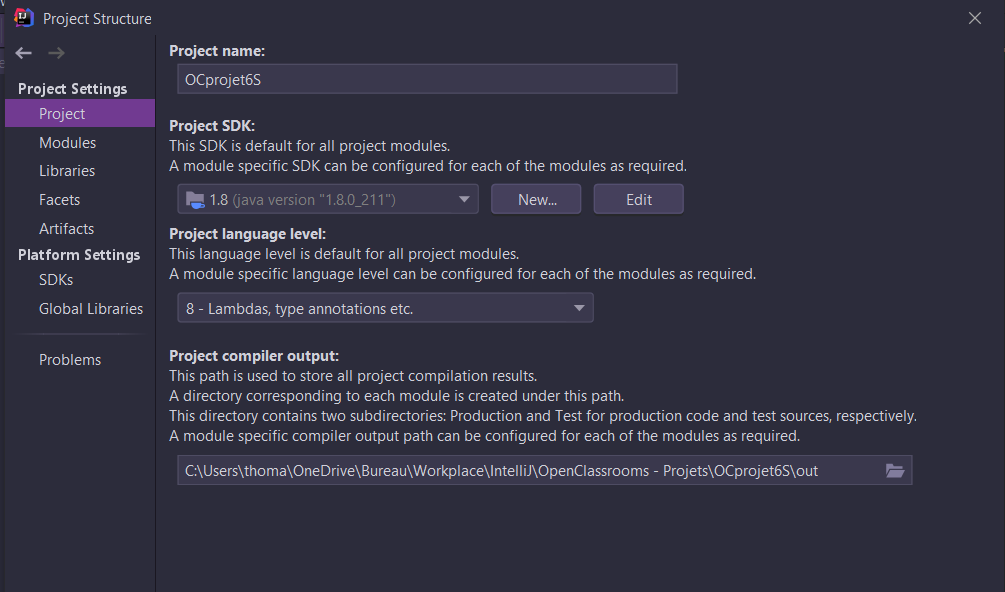 Project Structure
Project Settings
Project
Modules
Libraries
Facets
Artifacts
Platform Settings
SDKs
Global Libraries
Problems
Project name:
OCprojet6S
Project SDK:
This SDK is default for all project modules.
A module specific SDK can be configured for each of the modules as required.
1.8 (java version "1.8.0_211")
New...
Edit
Project language level:
This language level is default for all project modules.
A module specific language level can be configured for each of the modules as required.
8 - Lambdas, type annotations etc.
Project compiler output:
This path is used to store all project compilation results.
A directory corresponding to each module is created under this path.
This directory contains two subdirectories: Production and Test for production code and test sources, respectively.
A module specific compiler output path can be configured for each of the modules as required.
C:\Users\thoma\OneDrive\Bureau\Workplace\IntelliJ\OpenClassrooms - Projets\OCprojet6S\out